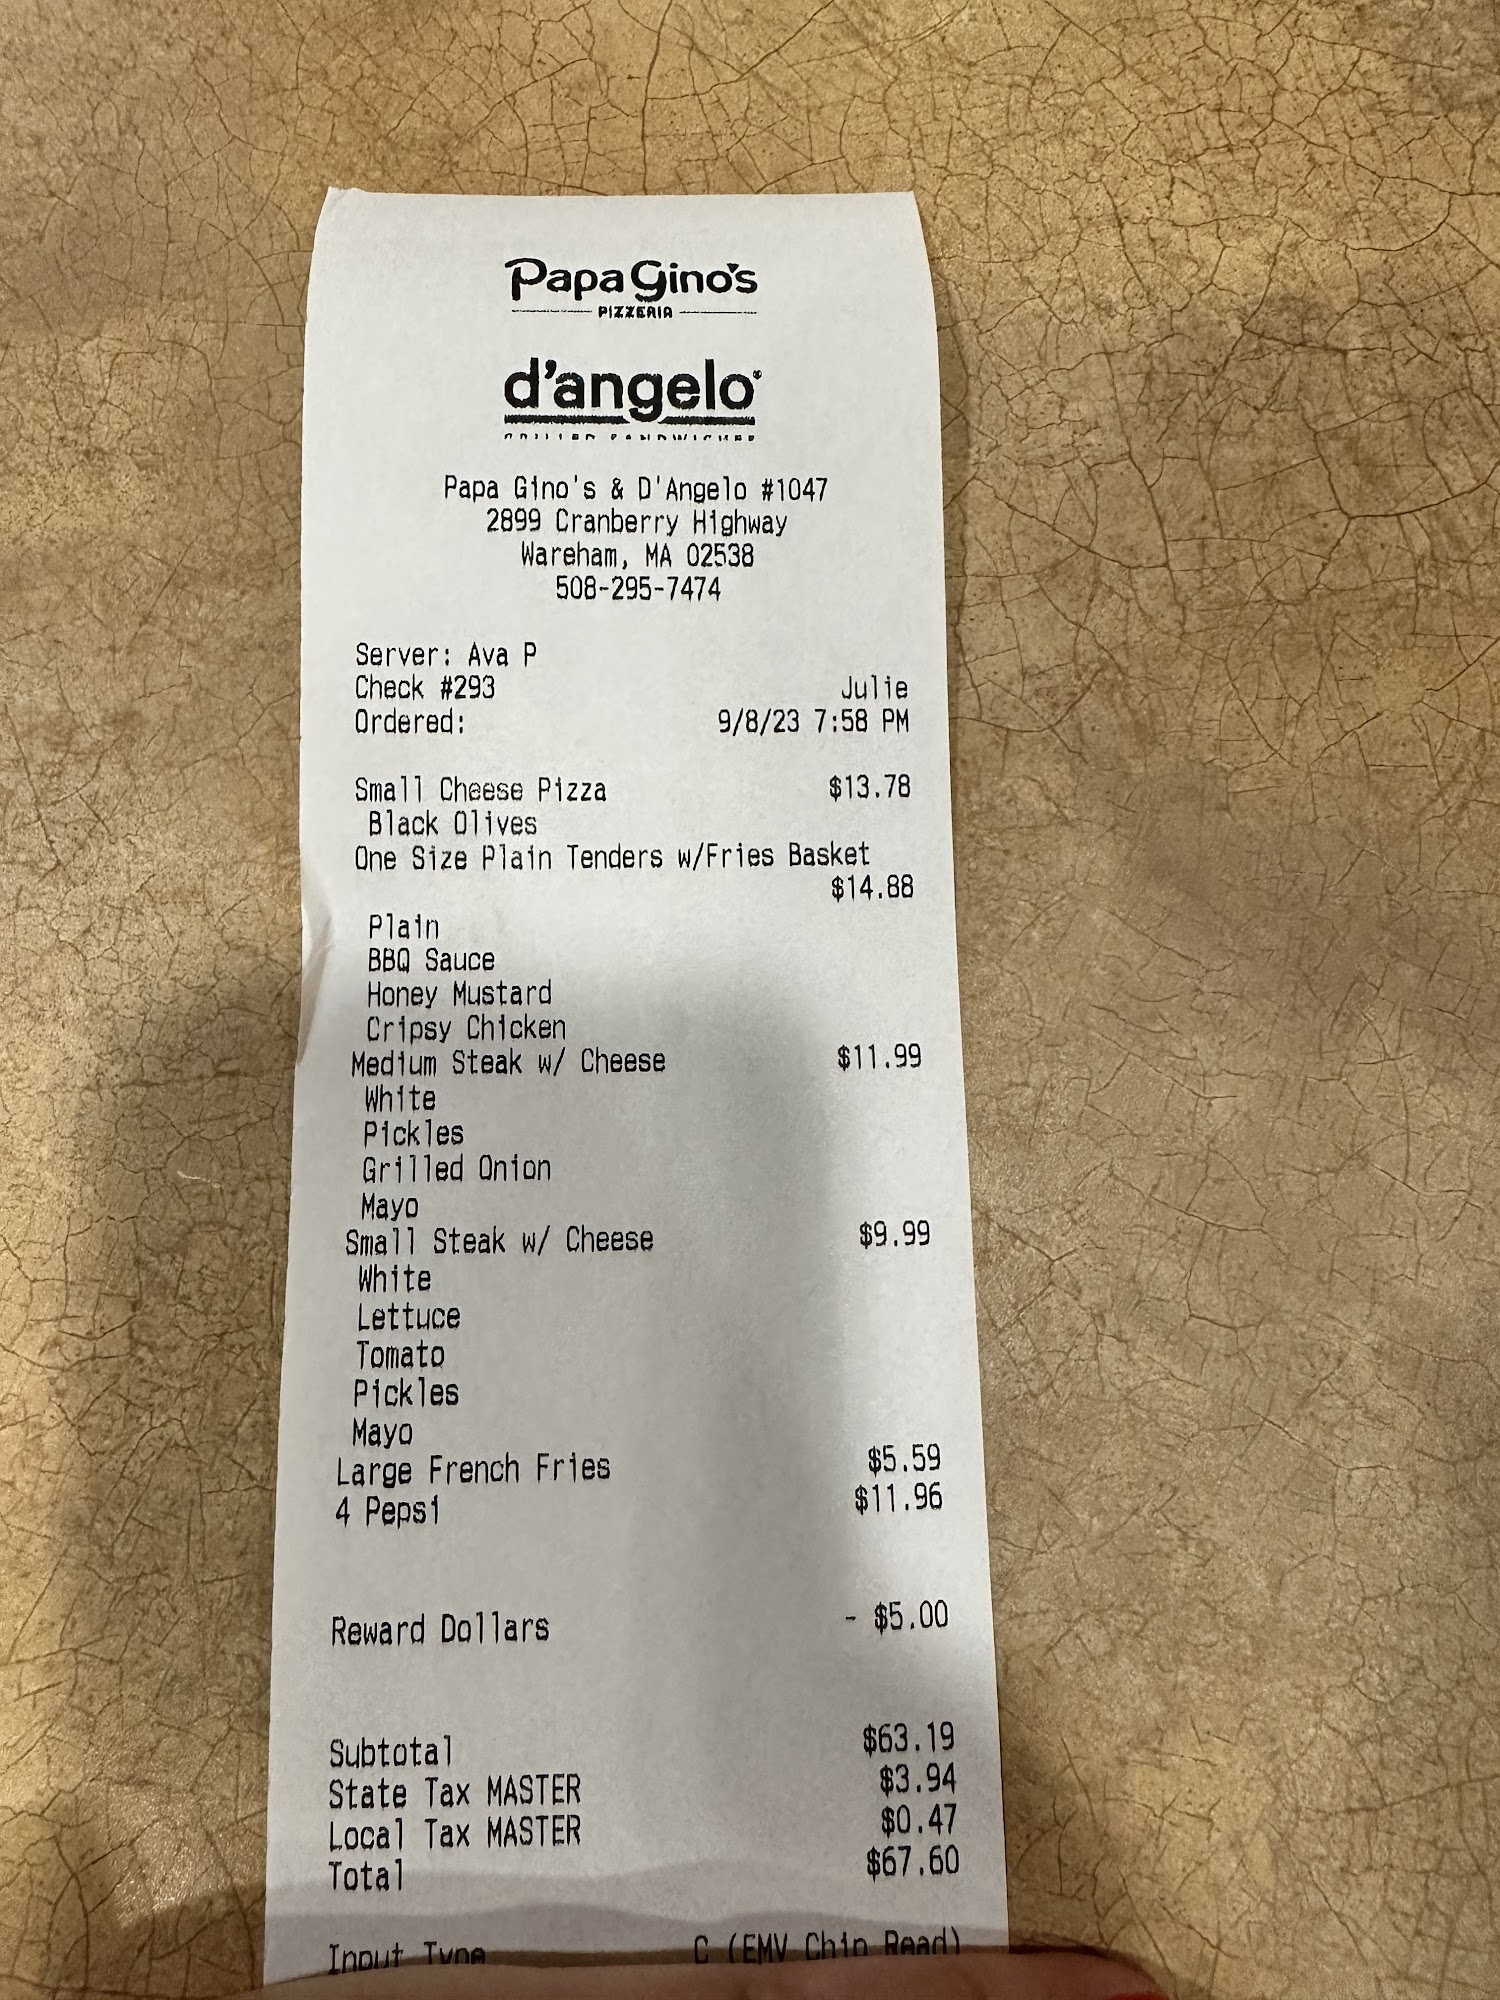 Papa Gino's
PIZZERIA
d'angelo
GRILLED SANDWICHES
Papa Gino's & D'Angelo #1047
2899 Cranberry Highway
Wareham, MA 02538
508-295-7474
Server: Ava P
Check #293 Julie
Ordered: 9/8/23 7:58 PM
Small Cheese Pizza $13.78
Black Olives
One Size Plain Tenders w/Fries Basket
$14.88
Plain
BBQ Sauce
Honey Mustard
Cripsy Chicken
Medium Steak w/ Cheese $11.99
White
Pickles
Grilled Onion
Mayo
Small Steak w/ Cheese $9.99
White
Lettuce
Tomato
Pickles
Mayo
Large French Fries $5.59
4 Pepsi $11.96
Reward Dollars - $5.00
Subtotal $63.19
State Tax MASTER $3.94
Local Tax MASTER $0.47
Total $67.60
Input Type C (EMV Chip Read)